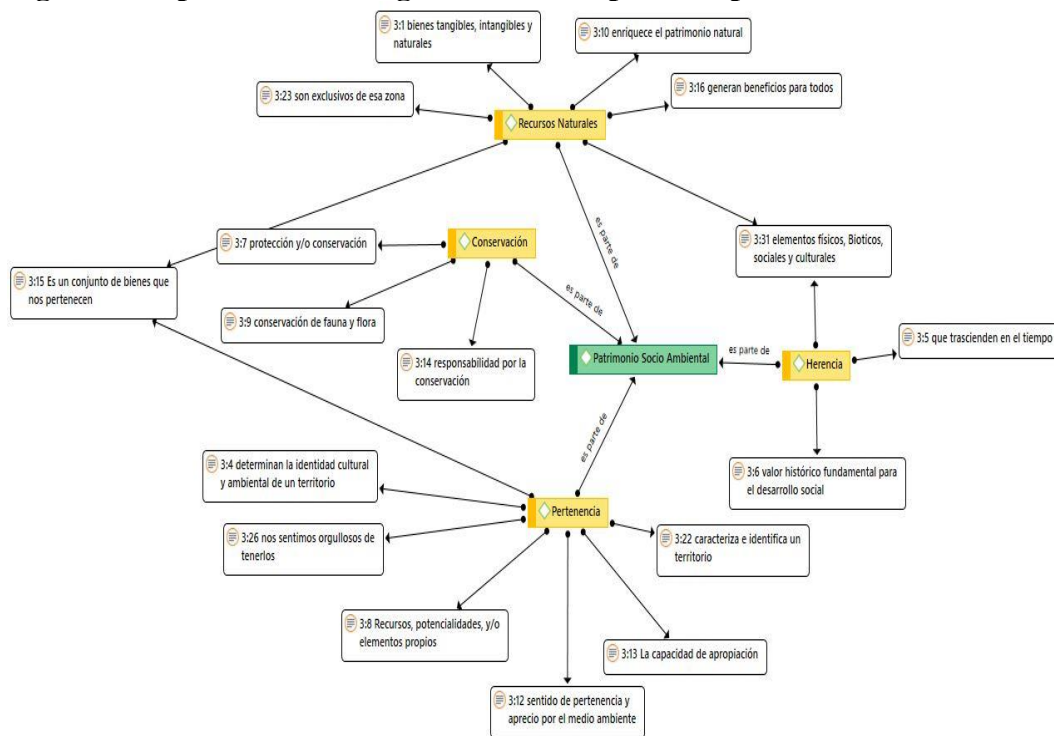 3:1 bienes tangibles, intangibles y
naturales
3:10 enriquece el patrimonio natural
3:23 son exclusivos de esa zona
3:16 generan beneficios para todos
Recursos Naturales
es parte de
3:7 protección y/o conservación
Conservación
3:31 elementos físicos, Bioticos,
sociales y culturales
3:15 Es un conjunto de bienes que
nos pertenecen
es parte de
3:9 conservación de fauna y flora
3:5 que trascienden en el tiempo
3:14 responsabilidad por la
conservación
Patrimonio Socio Ambiental
es parte de
Herencia
es parte de
3:4 determinan la identidad cultural
y ambiental de un territorio
3:6 valor histórico fundamental para
el desarrollo social
Pertenencia
3:26 nos sentimos orgullosos de
tenerlos
3:22 caracteriza e identifica un
territorio
3:8 Recursos, potencialidades, y/o
elementos propios
3:13 La capacidad de apropiación
3:12 sentido de pertenencia y
aprecio por el medio ambiente